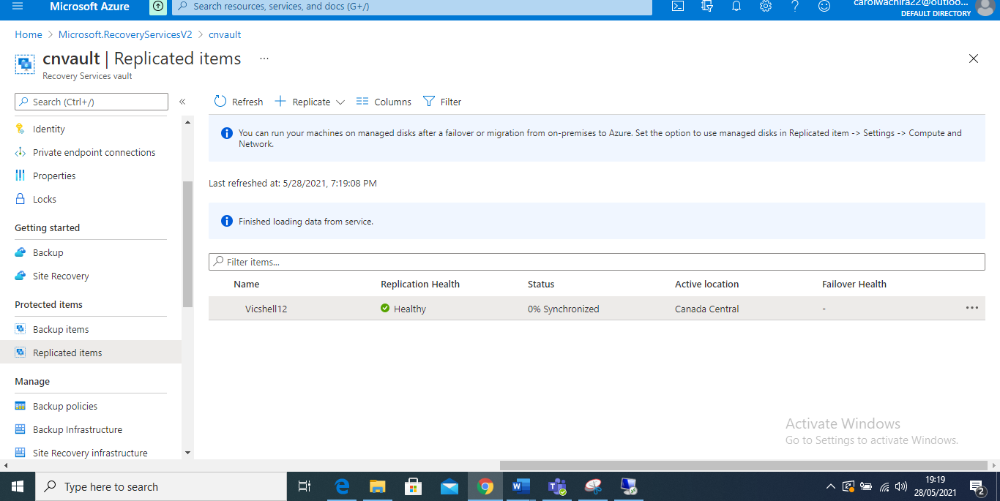 Microsoft Azure
Search resources, services, and docs (G+/)
carolwachira22@outloo...
DEFAULT DIRECTORY
Home > Microsoft.RecoveryServicesV2 > cnvault
cnvault | Replicated items ...
Recovery Services vault
Search (Ctrl+/)
«
Refresh
Replicate
Columns
Filter
Identity
Private endpoint connections
Properties
Locks
Getting started
Backup
Site Recovery
Protected items
Backup items
Replicated items
Manage
Backup policies
Backup Infrastructure
Site Recovery infrastructure
You can run your machines on managed disks after a failover or migration from on-premises to Azure. Set the option to use managed disks in Replicated item -> Settings -> Compute and
Network.
Last refreshed at: 5/28/2021, 7:19:08 PM
Finished loading data from service.
Filter items...
Name Replication Health Status Active location Failover Health
Vicshell12 Healthy 0% Synchronized Canada Central - ...
Activate Windows
Go to Settings to activate Windows.
Type here to search
19:19
28/05/2021
2